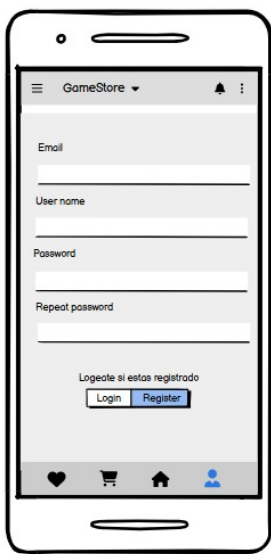 GameStore
Email
User name
Password
Repeat password
Logeate si estas registrado
Login Register